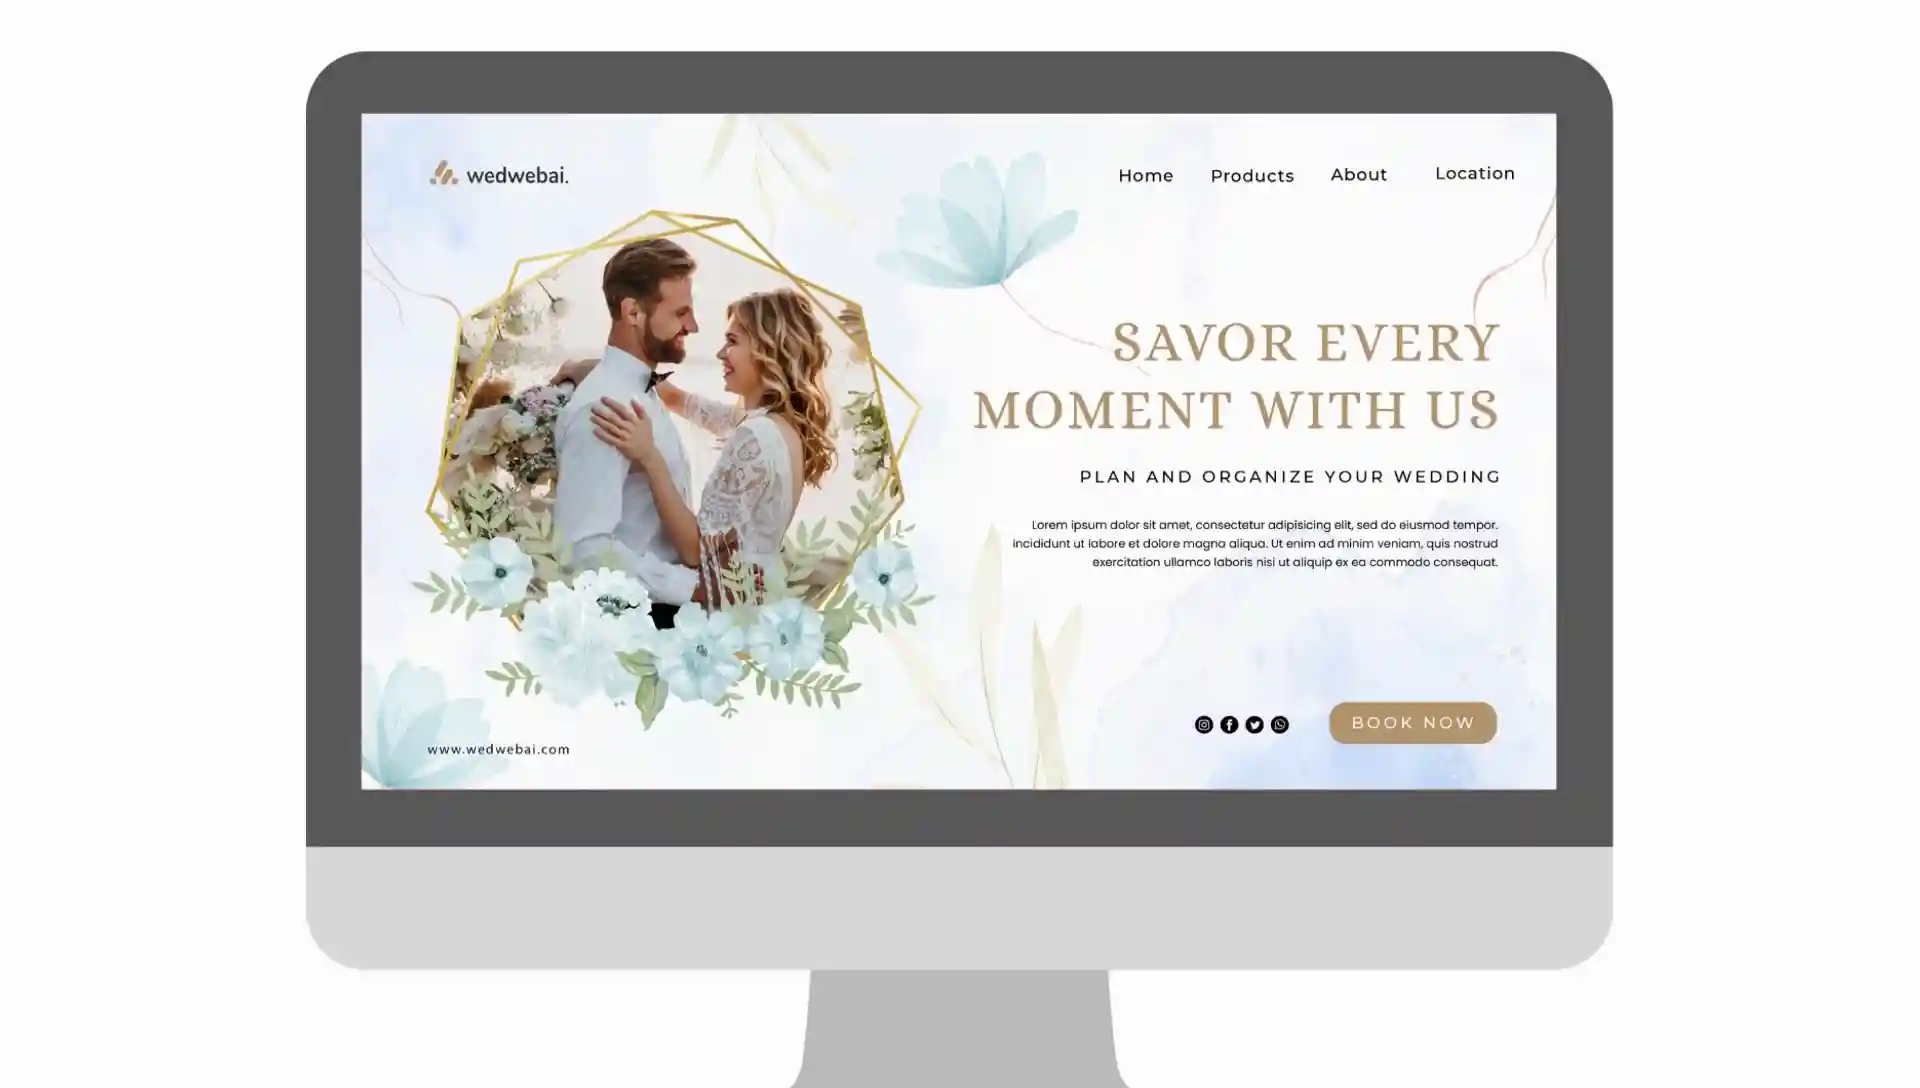 wedwebai.
Home Products About Location
SAVOR EVERY
MOMENT WITH US
PLAN AND ORGANIZE YOUR WEDDING
Lorem ipsum dolor sit amet, consectetur adipisicing elit, sed do eiusmod tempor.
incididunt ut labore et dolore magna aliqua. Ut enim ad minim veniam, quis nostrud
exercitation ullamco laboris nisi ut aliquip ex ea commodo consequat.
BOOK NOW
www.wedwebai.com